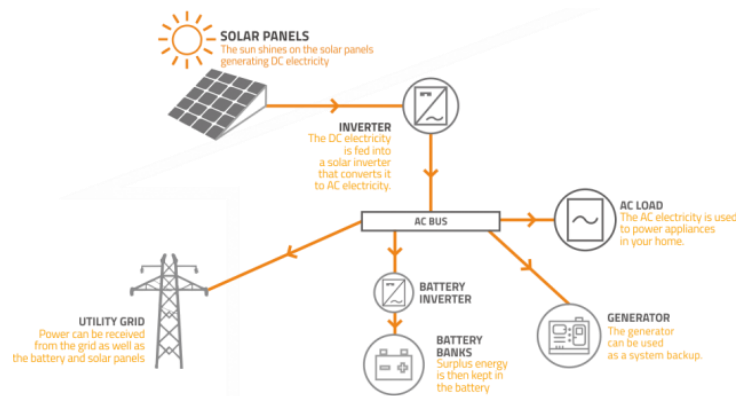 SOLAR PANELS
The sun shines on the solar panels
generating DC electricity
INVERTER
The DC electricity
is fed into
a solar inverter
that converts it
to AC electricity.
AC BUS
AC LOAD
The AC electricity is used
to power appliances
in your home.
UTILITY GRID
Power can be received
from the grid as well as
the battery and solar panels
BATTERY
INVERTER
BATTERY
BANKS
Surplus energy
is then kept in
the battery
GENERATOR
The generator
can be used
as a system backup.